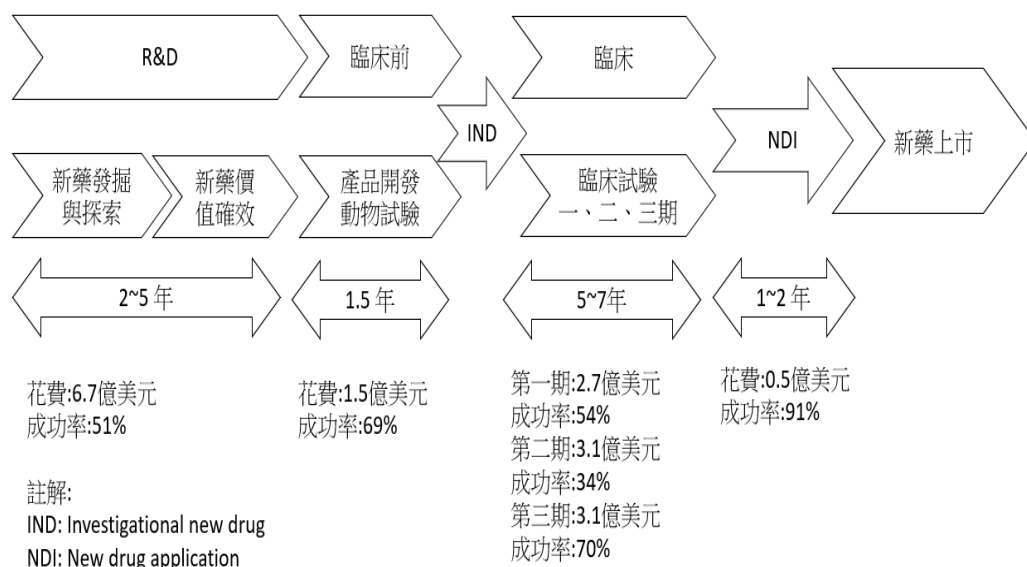 R&D
臨床前
臨床
IND
NDI
新藥上市
新藥發掘
與探索
新藥價
值確效
產品開發
動物試驗
臨床試驗
一、二、三期
2~5 年
1.5 年
5~7年
1~2 年
花費:6.7億美元
成功率:51%
花費:1.5億美元
成功率:69%
第一期:2.7億美元
成功率:54%
第二期:3.1億美元
成功率:34%
第三期:3.1億美元
成功率:70%
花費:0.5億美元
成功率:91%
註解:
IND: Investigational new drug
NDI: New drug application